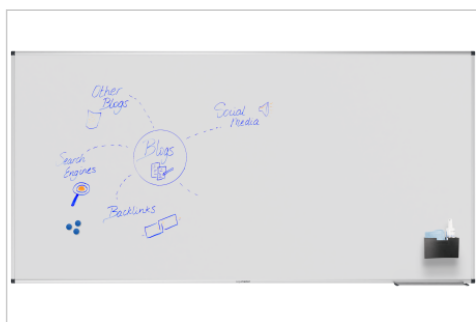 Other
Blogs
Social
Media
Blogs
Search
Engines
Backlinks